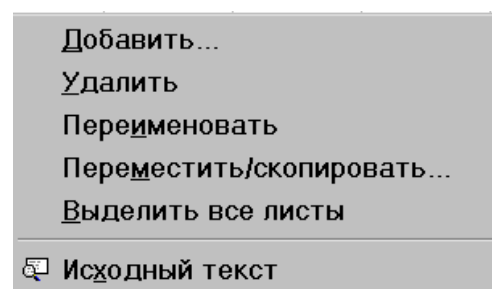 Добавить...
Удалить
Переименовать
Переместить/скопировать...
Выделить все листы
Исходный текст